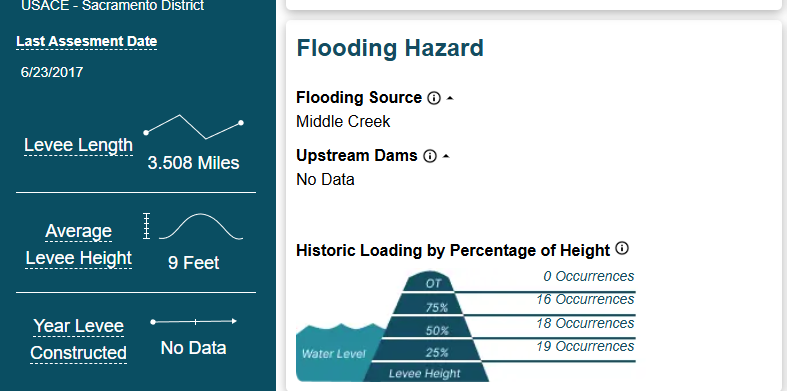 USACE - Sacramento District
Last Assesment Date
6/23/2017
Levee Length
3.508 Miles
Average
Levee Height
9 Feet
Year Levee
Constructed
No Data
Flooding Hazard
Flooding Source
Middle Creek
Upstream Dams
No Data
Historic Loading by Percentage of Height
OT
0 Occurrences
75%
16 Occurrences
50%
18 Occurrences
25%
19 Occurrences
Water Level
Levee Height